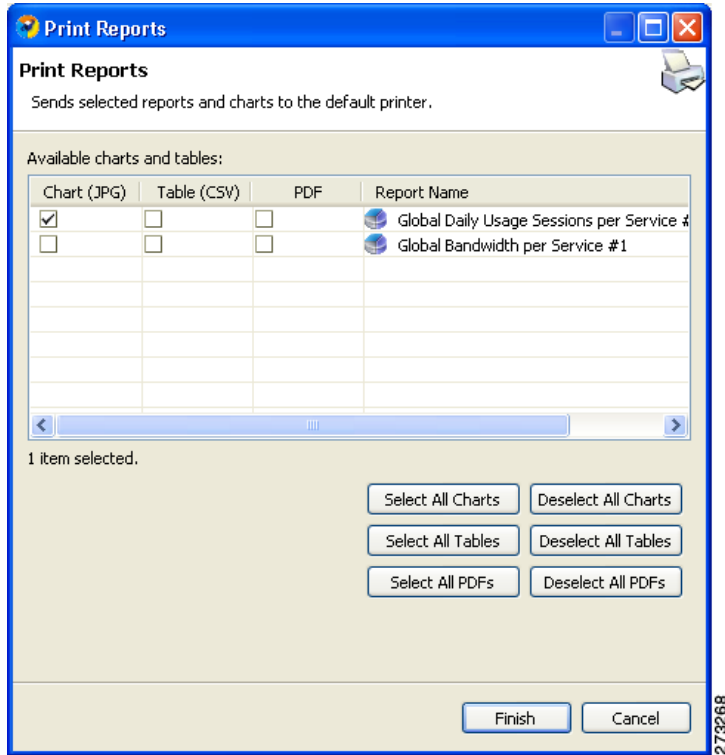 Print Reports
Print Reports
Sends selected reports and charts to the default printer.
Available charts and tables:
Chart (JPG) Table (CSV) PDF Report Name
Global Daily Usage Sessions per Service #
Global Bandwidth per Service #1
1 item selected.
Select All Charts Deselect All Charts
Select All Tables Deselect All Tables
Select All PDFs Deselect All PDFs
Finish Cancel
273268